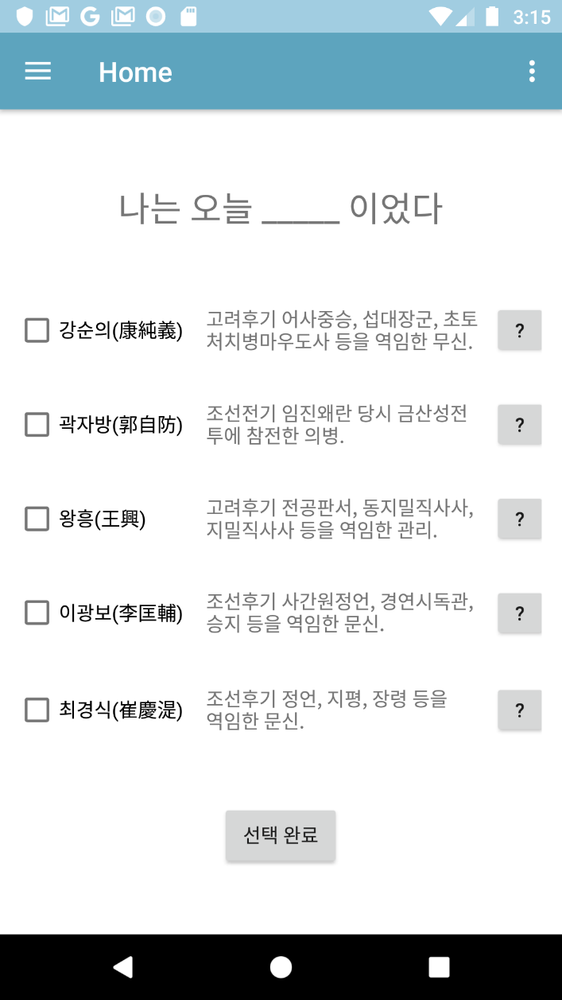 3:15
Home
나는 오늘 _____ 이었다
강순의(康純義)
고려후기 어사중승, 섭대장군, 초토
처치병마우도사 등을 역임한 무신.
?
곽자방(郭自防)
조선전기 임진왜란 당시 금산성전
투에 참전한 의병.
?
왕흥(王興)
고려후기 전공판서, 동지밀직사사,
지밀직사사 등을 역임한 관리.
?
이광보(李匡輔)
조선후기 사간원정언, 경연시독관,
승지 등을 역임한 문신.
?
최경식(崔慶湜)
조선후기 정언, 지평, 장령 등을
역임한 문신.
?
선택 완료